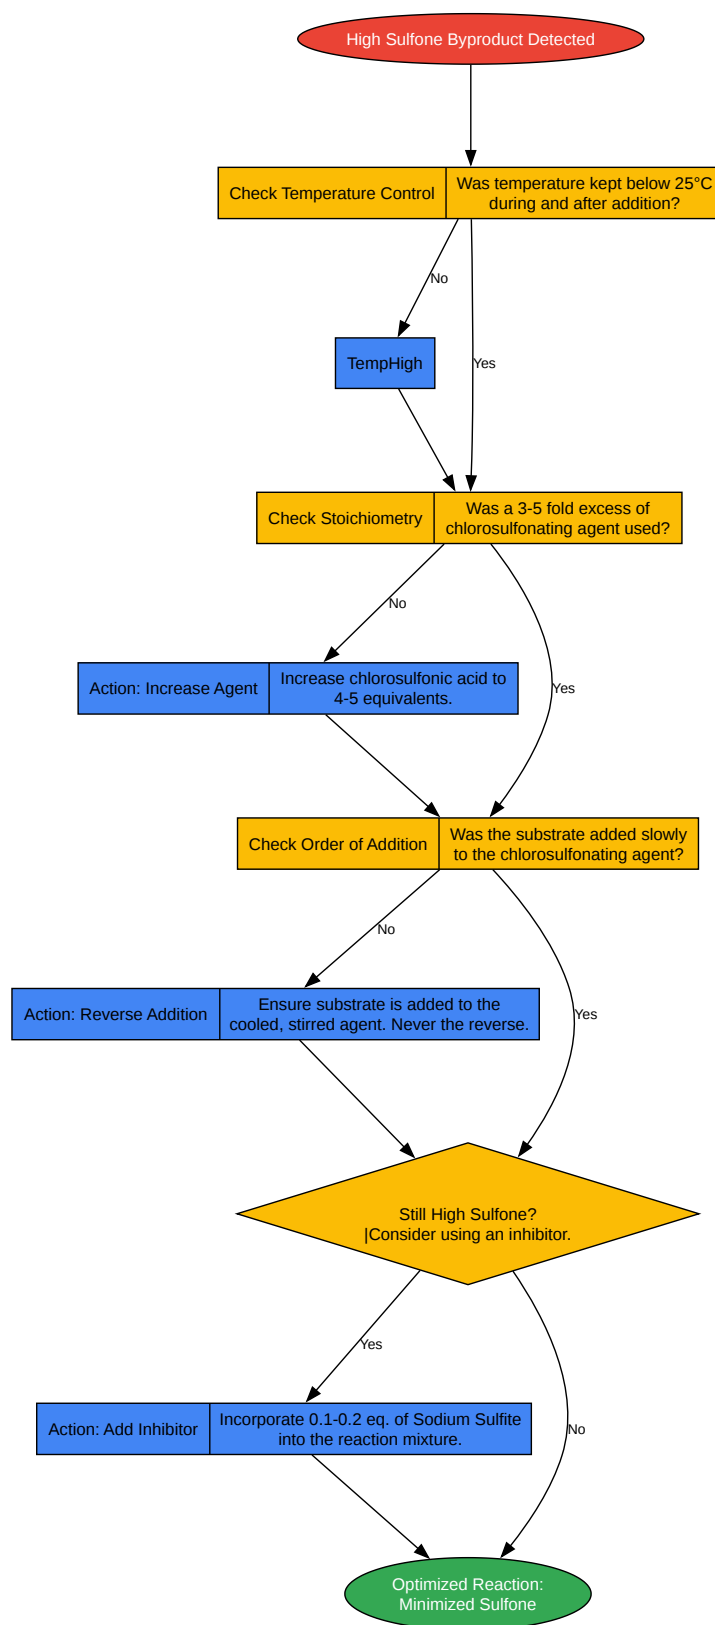 High Sulfone Byproduct Detected
Check Temperature Control
Was temperature kept below 25°C
during and after addition?
No
TempHigh
Yes
Check Stoichiometry
Was a 3-5 fold excess of
chlorosulfonating agent used?
No
Action: Increase Agent
Increase chlorosulfonic acid to
4-5 equivalents.
Yes
Check Order of Addition
Was the substrate added slowly
to the chlorosulfonating agent?
No
Action: Reverse Addition
Ensure substrate is added to the
cooled, stirred agent. Never the reverse.
Yes
Still High Sulfone?
|Consider using an inhibitor.
Yes
Action: Add Inhibitor
Incorporate 0.1-0.2 eq. of Sodium Sulfite
into the reaction mixture.
No
Optimized Reaction:
Minimized Sulfone